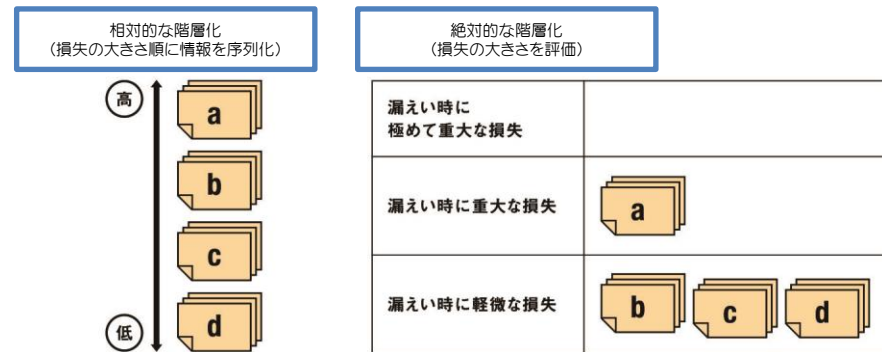 相対的な階層化
（損失の大きさ順に情報を序列化）
絶対的な階層化
（損失の大きさを評価）
高
a
b
c
d
低
漏えい時に
極めて重大な損失
漏えい時に重大な損失
a
漏えい時に軽微な損失
b
c
d